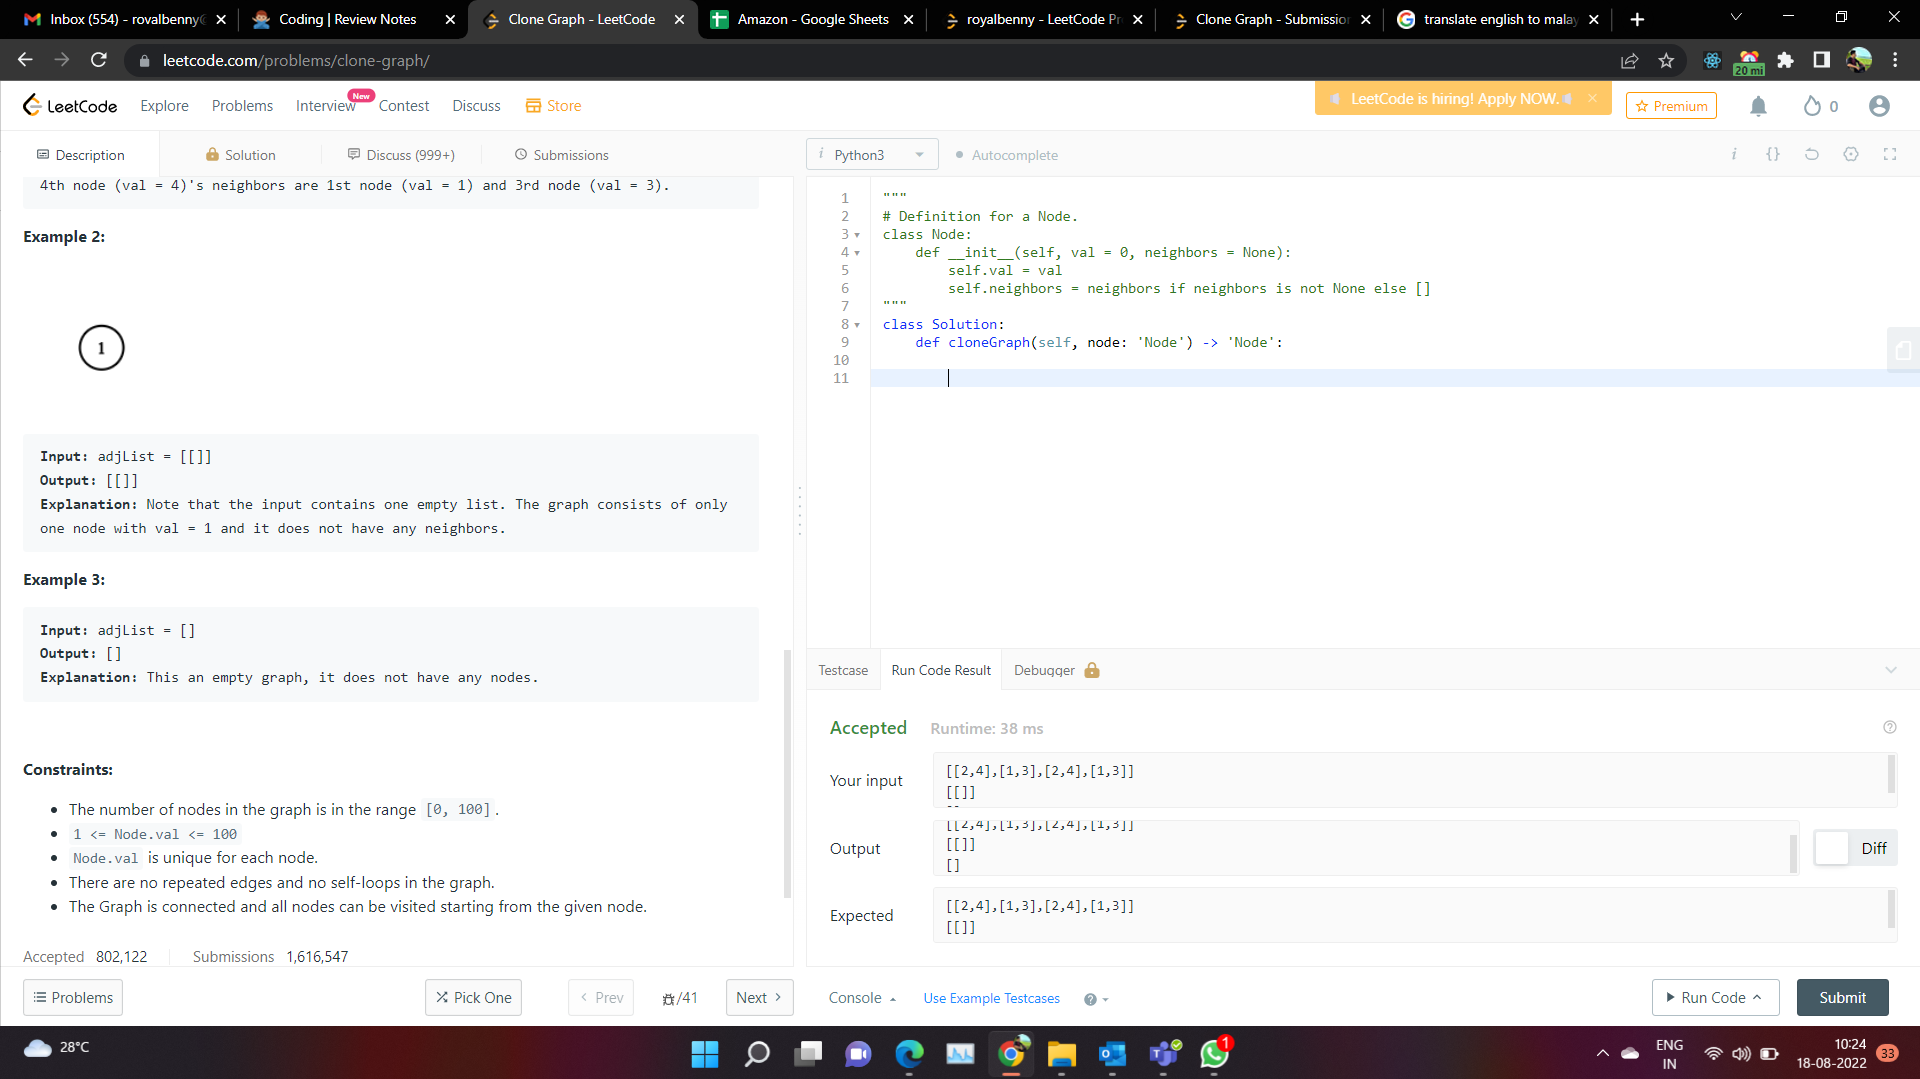 Inbox (554) - rovalbenny@
Coding | Review Notes
Clone Graph - LeetCode
Amazon - Google Sheets
royalbenny - LeetCode Pr
Clone Graph - Submission
translate english to malay
leetcode.com/problems/clone-graph/
20 mi
LeetCode
Explore
Problems
Interview
New
Contest
Discuss
Store
LeetCode is hiring! Apply NOW.
Premium
0
Description
Solution
Discuss (999+)
Submissions
Python3
Autocomplete
4th node (val = 4)'s neighbors are 1st node (val = 1) and 3rd node (val = 3).
Example 2:
1
Input: adjList = [[]]
Output: [[]]
Explanation: Note that the input contains one empty list. The graph consists of only
one node with val = 1 and it does not have any neighbors.
Example 3:
Input: adjList = []
Output: []
Explanation: This an empty graph, it does not have any nodes.
Constraints:
The number of nodes in the graph is in the range [0, 100].
1 <= Node.val <= 100
Node.val is unique for each node.
There are no repeated edges and no self-loops in the graph.
The Graph is connected and all nodes can be visited starting from the given node.
Accepted 802,122 Submissions 1,616,547
Problems
Pick One
Prev
/41
Next
1 """
2 # Definition for a Node.
3 class Node:
4 def __init__(self, val = 0, neighbors = None):
5 self.val = val
6 self.neighbors = neighbors if neighbors is not None else []
7 """
8 class Solution:
9 def cloneGraph(self, node: 'Node') -> 'Node':
10
11
Testcase
Run Code Result
Debugger
Accepted
Runtime: 38 ms
Your input
[[2,4],[1,3],[2,4],[1,3]]
[[]]
Output
[[2,4],[1,3],[2,4],[1,3]]
[[]]
[]
Diff
Expected
[[2,4],[1,3],[2,4],[1,3]]
[[]]
Console
Use Example Testcases
Run Code
Submit
28°C
1
ENG
IN
10:24
18-08-2022
33